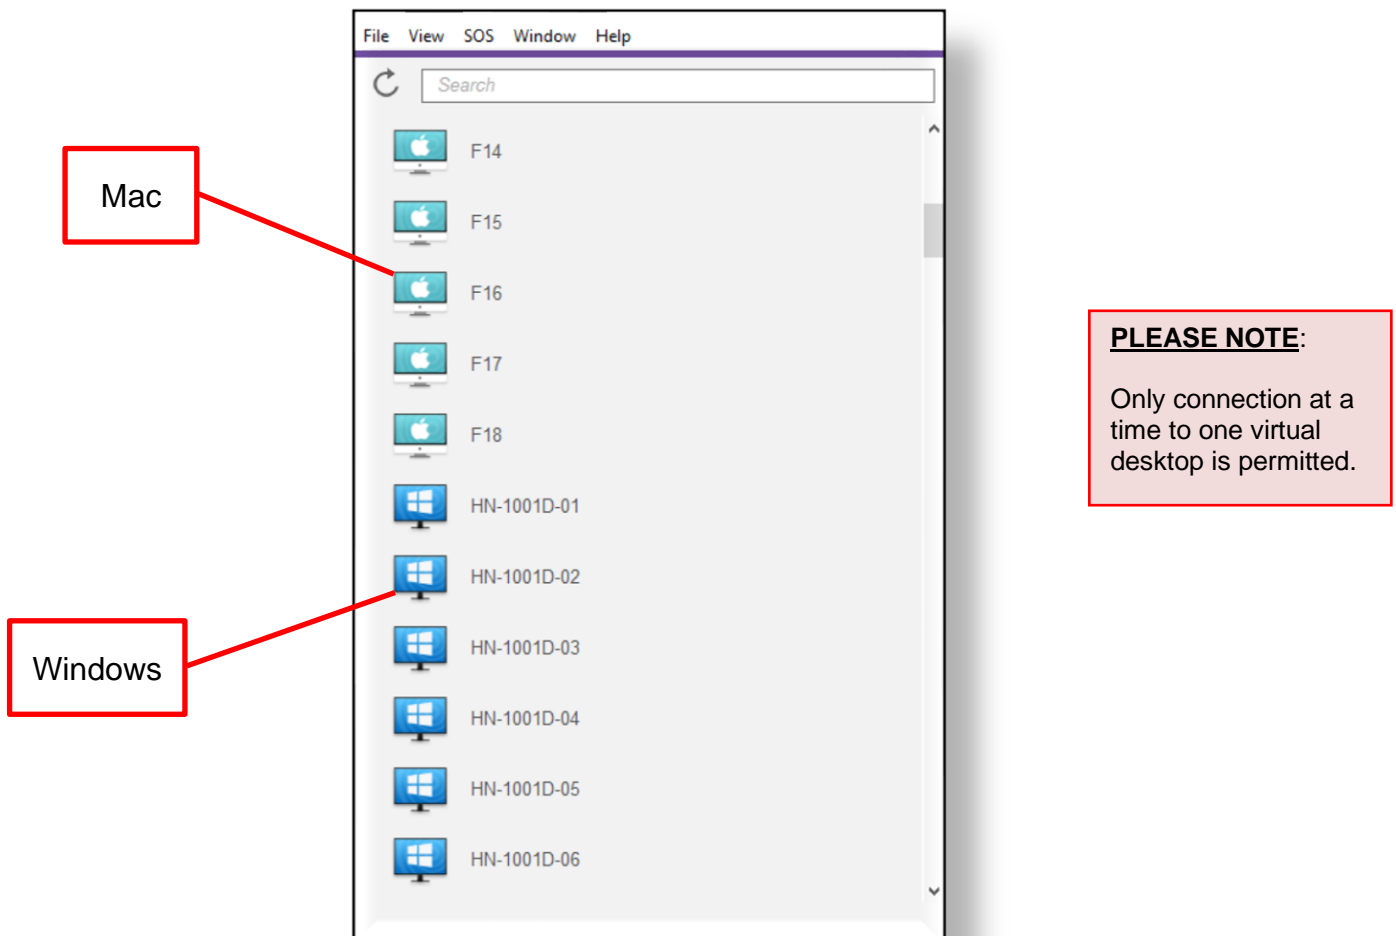 File View SOS Window Help
Search
F14
Mac
F15
F16
F17
PLEASE NOTE:
Only connection at a
time to one virtual
desktop is permitted.
F18
HN-1001D-01
HN-1001D-02
HN-1001D-03
Windows
HN-1001D-04
HN-1001D-05
HN-1001D-06